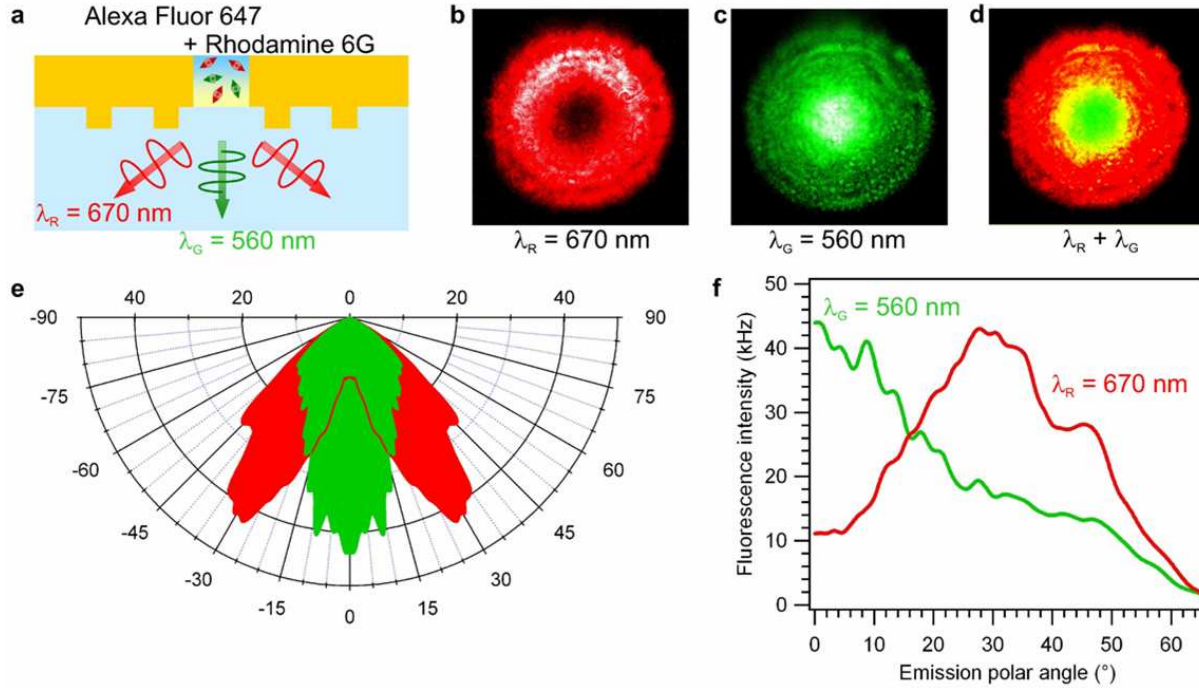 a
Alexa Fluor 647
+ Rhodamine 6G
λR = 670 nm
λG = 560 nm
b
λR = 670 nm
c
λG = 560 nm
d
λR + λG
e
40 20 0 20 40
-90 90
-75 75
-60 60
-45 45
-30 30
-15 15
0
f
50
40
30
20
10
0
Fluorescence intensity (kHz)
λG = 560 nm
λR = 670 nm
0 10 20 30 40 50 60
Emission polar angle (°)